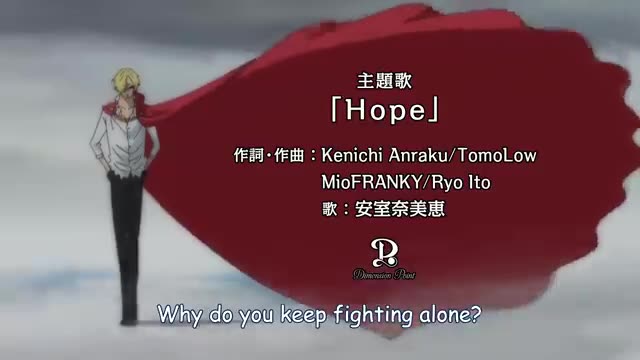 主題歌
「Hope」
作詞・作曲：Kenichi Anraku/TomoLow
MioFRANKY/Ryo Ito
歌：安室奈美恵
Dimension Point
Why do you keep fighting alone?